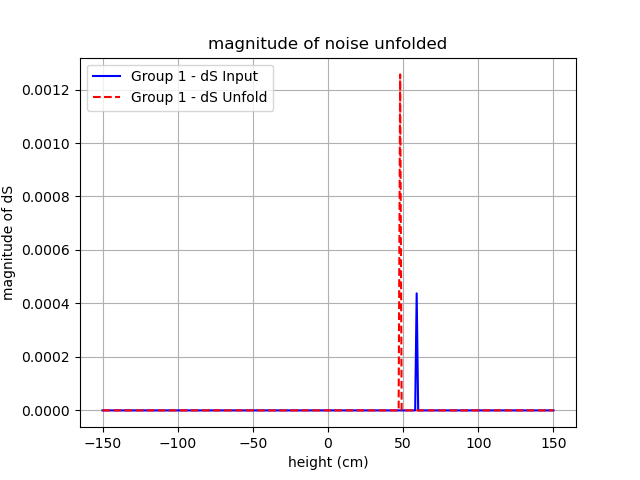 magnitude of noise unfolded
Group 1 - dS Input
Group 1 - dS Unfold
magnitude of dS
0.0012
0.0010
0.0008
0.0006
0.0004
0.0002
0.0000
−150 −100 −50 0 50 100 150
height (cm)